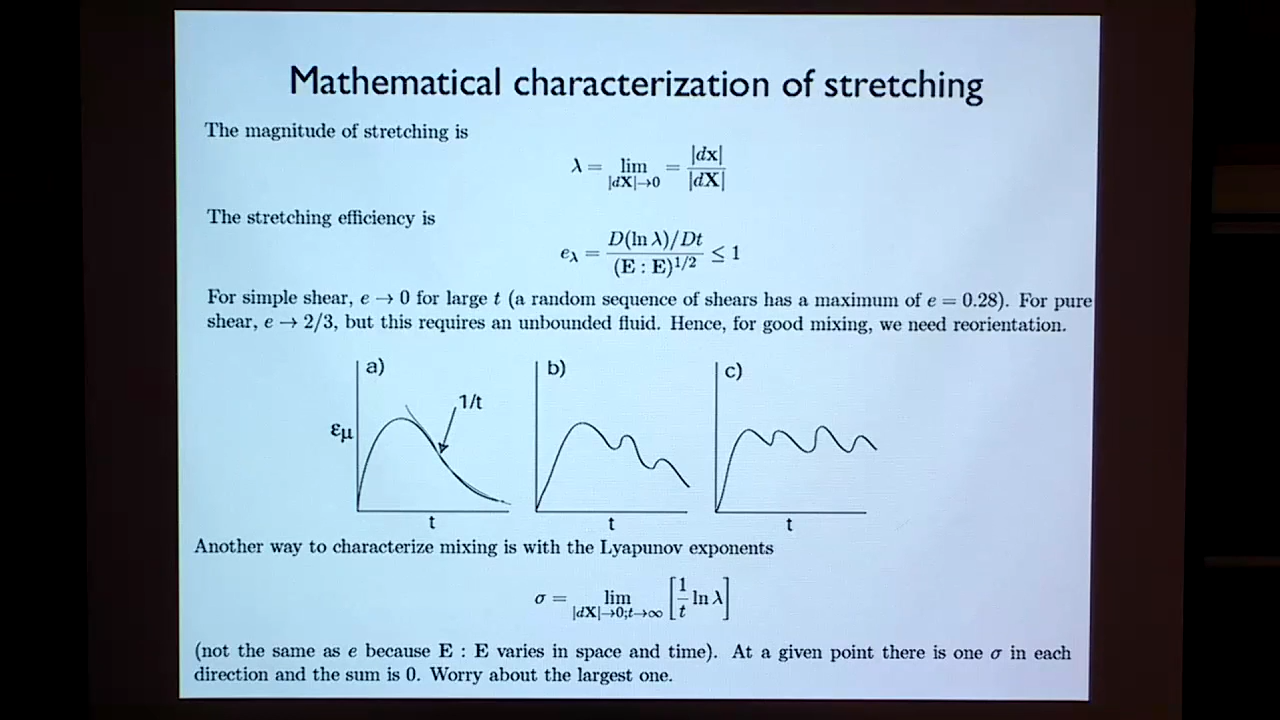 Mathematical characterization of stretching
The magnitude of stretching is
λ = lim |dX|→0 = |dx| / |dX|
The stretching efficiency is
eλ = D(ln λ)/Dt / (E : E)^1/2 ≤ 1
For simple shear, e → 0 for large t (a random sequence of shears has a maximum of e = 0.28). For pure
shear, e → 2/3, but this requires an unbounded fluid. Hence, for good mixing, we need reorientation.
a)
1/t
εμ
t
b)
t
c)
t
Another way to characterize mixing is with the Lyapunov exponents
σ = lim |dX|→0;t→∞ [1/t ln λ]
(not the same as e because E : E varies in space and time). At a given point there is one σ in each
direction and the sum is 0. Worry about the largest one.